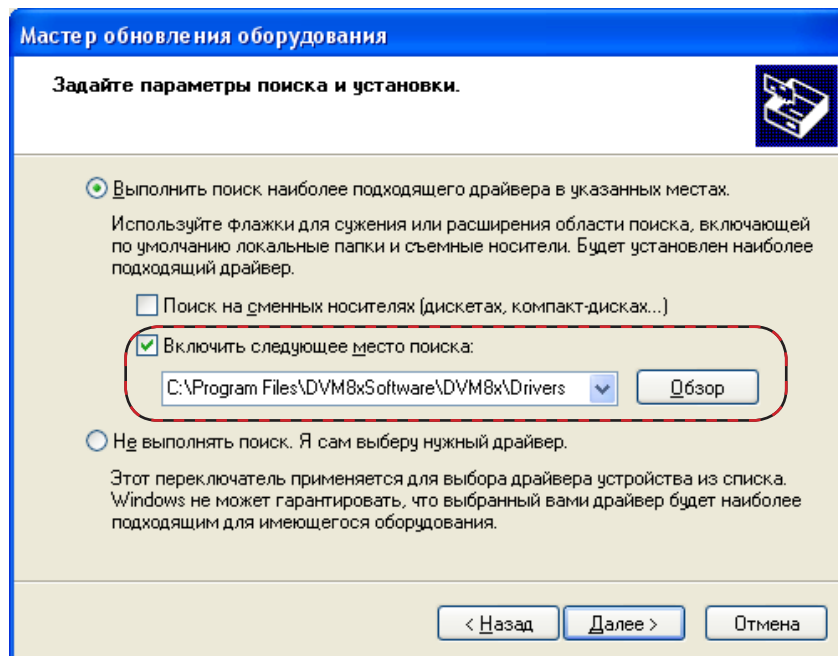 Мастер обновления оборудования
Задайте параметры поиска и установки.
Выполнить поиск наиболее подходящего драйвера в указанных местах.
Используйте флажки для сужения или расширения области поиска, включающей
по умолчанию локальные папки и съемные носители. Будет установлен наиболее
подходящий драйвер.
Поиск на сменных носителях (дискетах, компакт-дисках...)
Включить следующее место поиска:
C:\Program Files\DVM8xSoftware\DVM8x\Drivers
Обзор
Не выполнять поиск. Я сам выберу нужный драйвер.
Этот переключатель применяется для выбора драйвера устройства из списка.
Windows не может гарантировать, что выбранный вами драйвер будет наиболее
подходящим для имеющегося оборудования.
< Назад Далее > Отмена